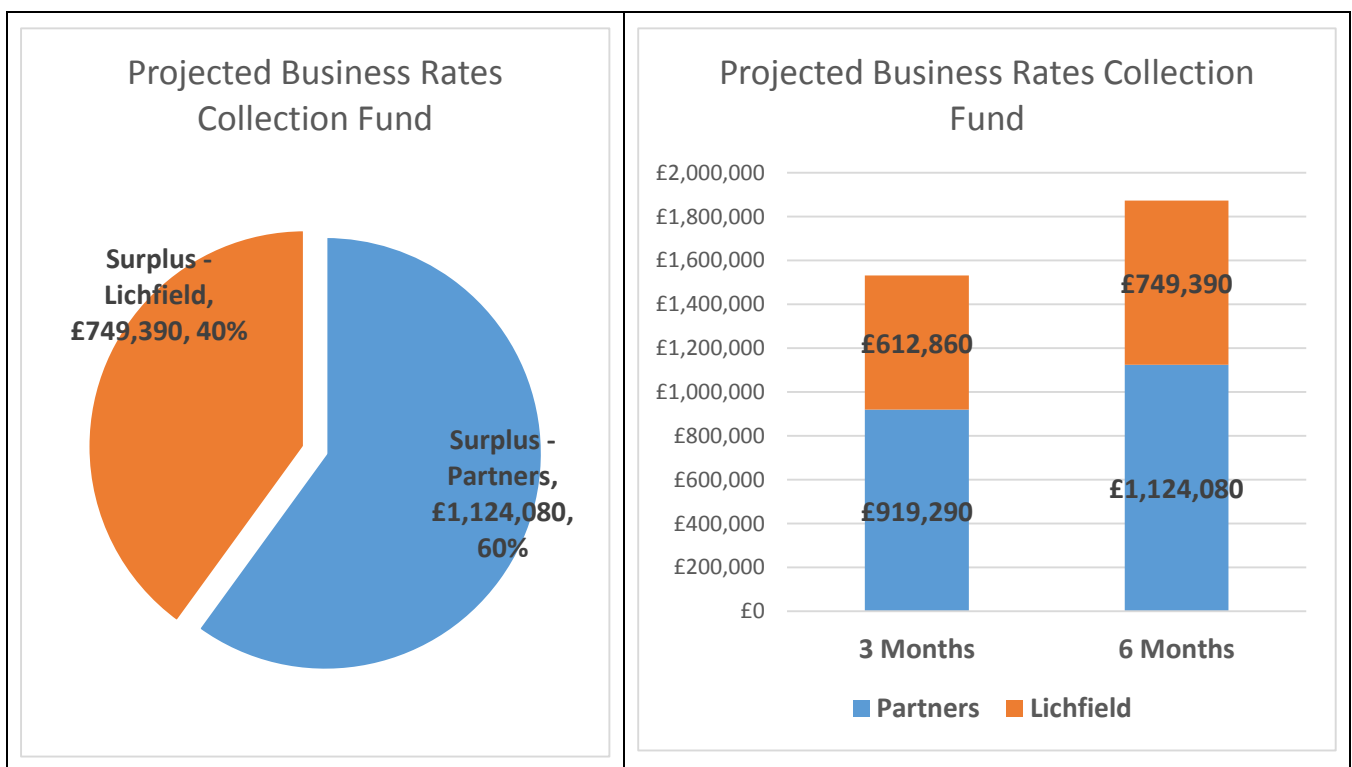 Projected Business Rates
Collection Fund
Surplus -
Lichfield,
£749,390, 40%
Surplus -
Partners,
£1,124,080,
60%
Projected Business Rates Collection
Fund
£2,000,000
£1,800,000
£1,600,000
£1,400,000
£1,200,000
£1,000,000
£800,000
£600,000
£400,000
£200,000
£0
£612,860
£919,290
£749,390
£1,124,080
3 Months
6 Months
Partners
Lichfield